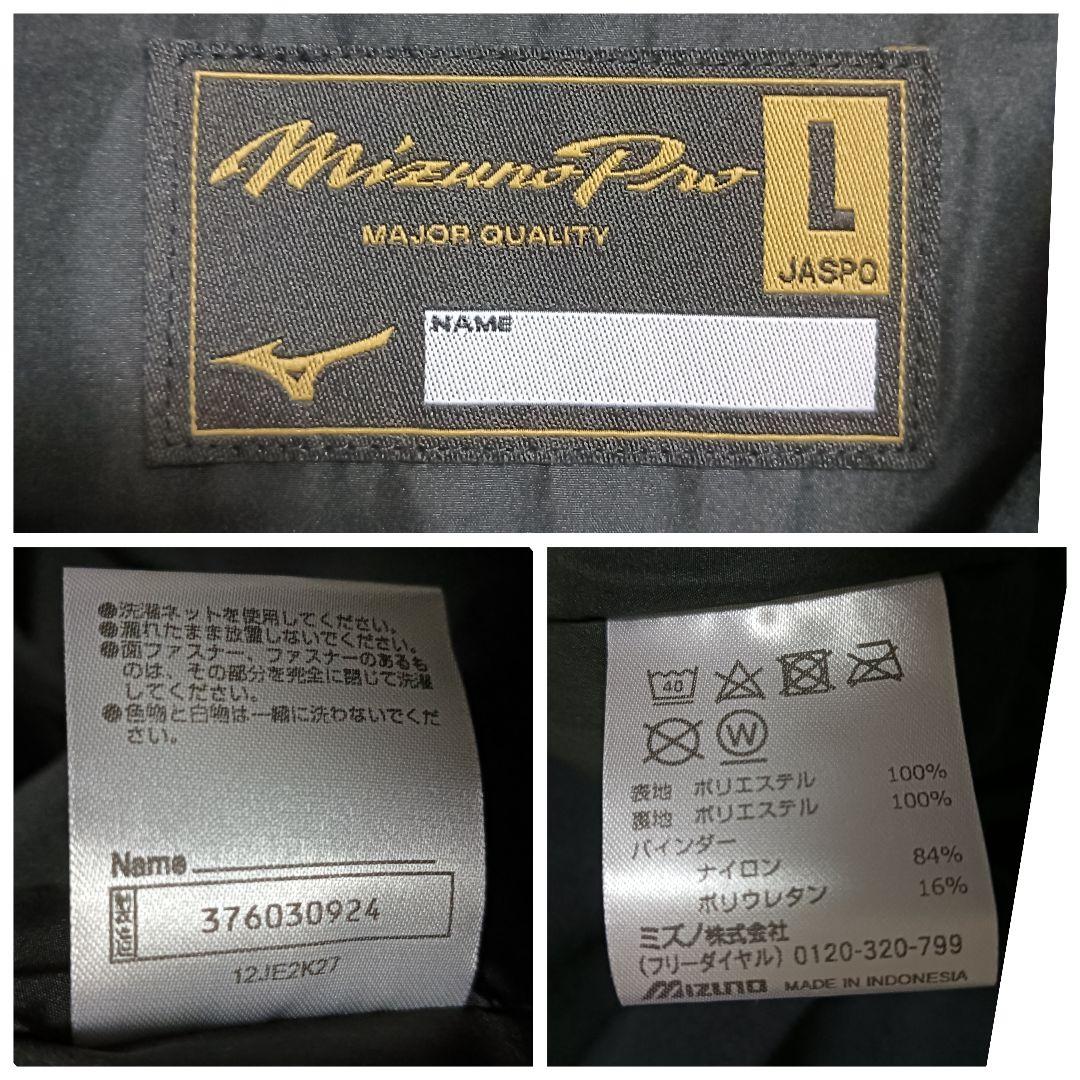 Mizuno Pro
L
MAJOR QUALITY
JASPO
NAME
●洗濯ネットを使用してください。
●濡れたまま放置しないでください。
●面ファスナー、ファスナーのあるも
のは、その部分を完全に閉じて洗濯
してください。
●色物と白物は一緒に洗わないでくだ
さい。
Name
376030924
12JE2K27
40
W
表地 ポリエステル 100%
裏地 ポリエステル 100%
バインダー
ナイロン 84%
ポリウレタン 16%
ミズノ株式会社
(フリーダイヤル) 0120-320-799
Mizuno MADE IN INDONESIA